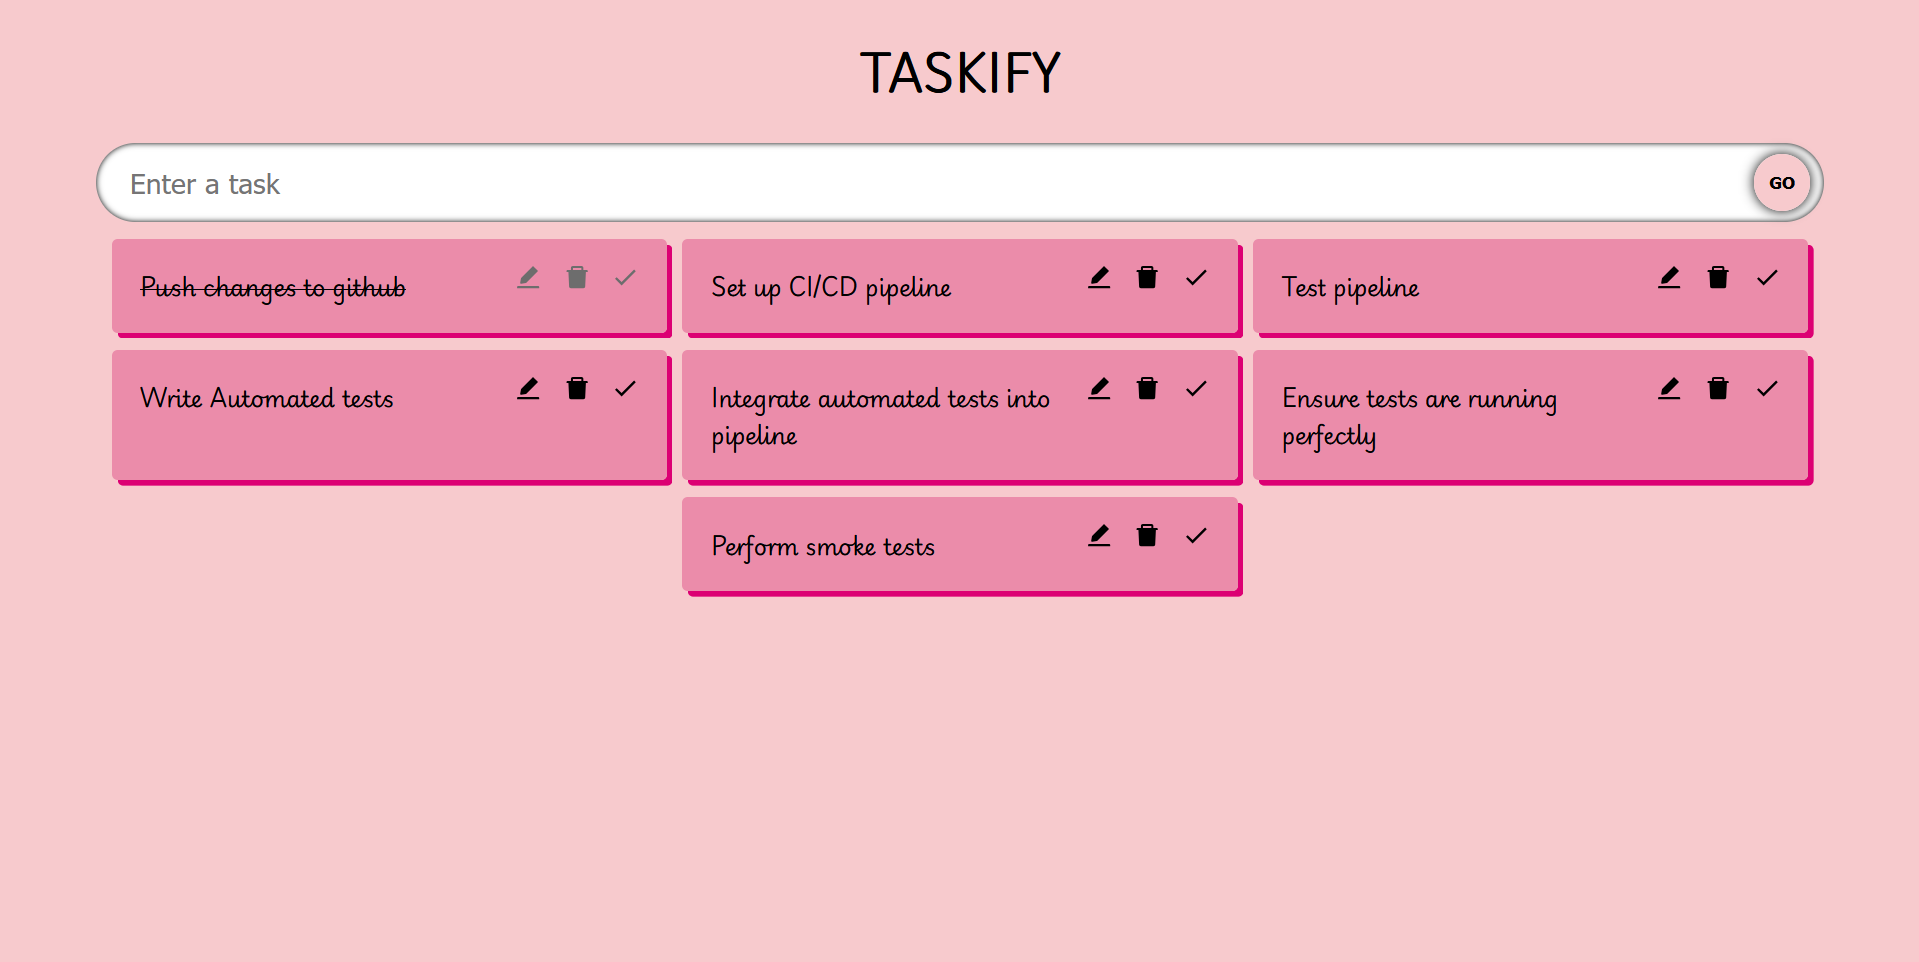 TASKIFY
Enter a task
GO
Push changes to github
Set up CI/CD pipeline
Test pipeline
Write Automated tests
Integrate automated tests into
pipeline
Ensure tests are running
perfectly
Perform smoke tests